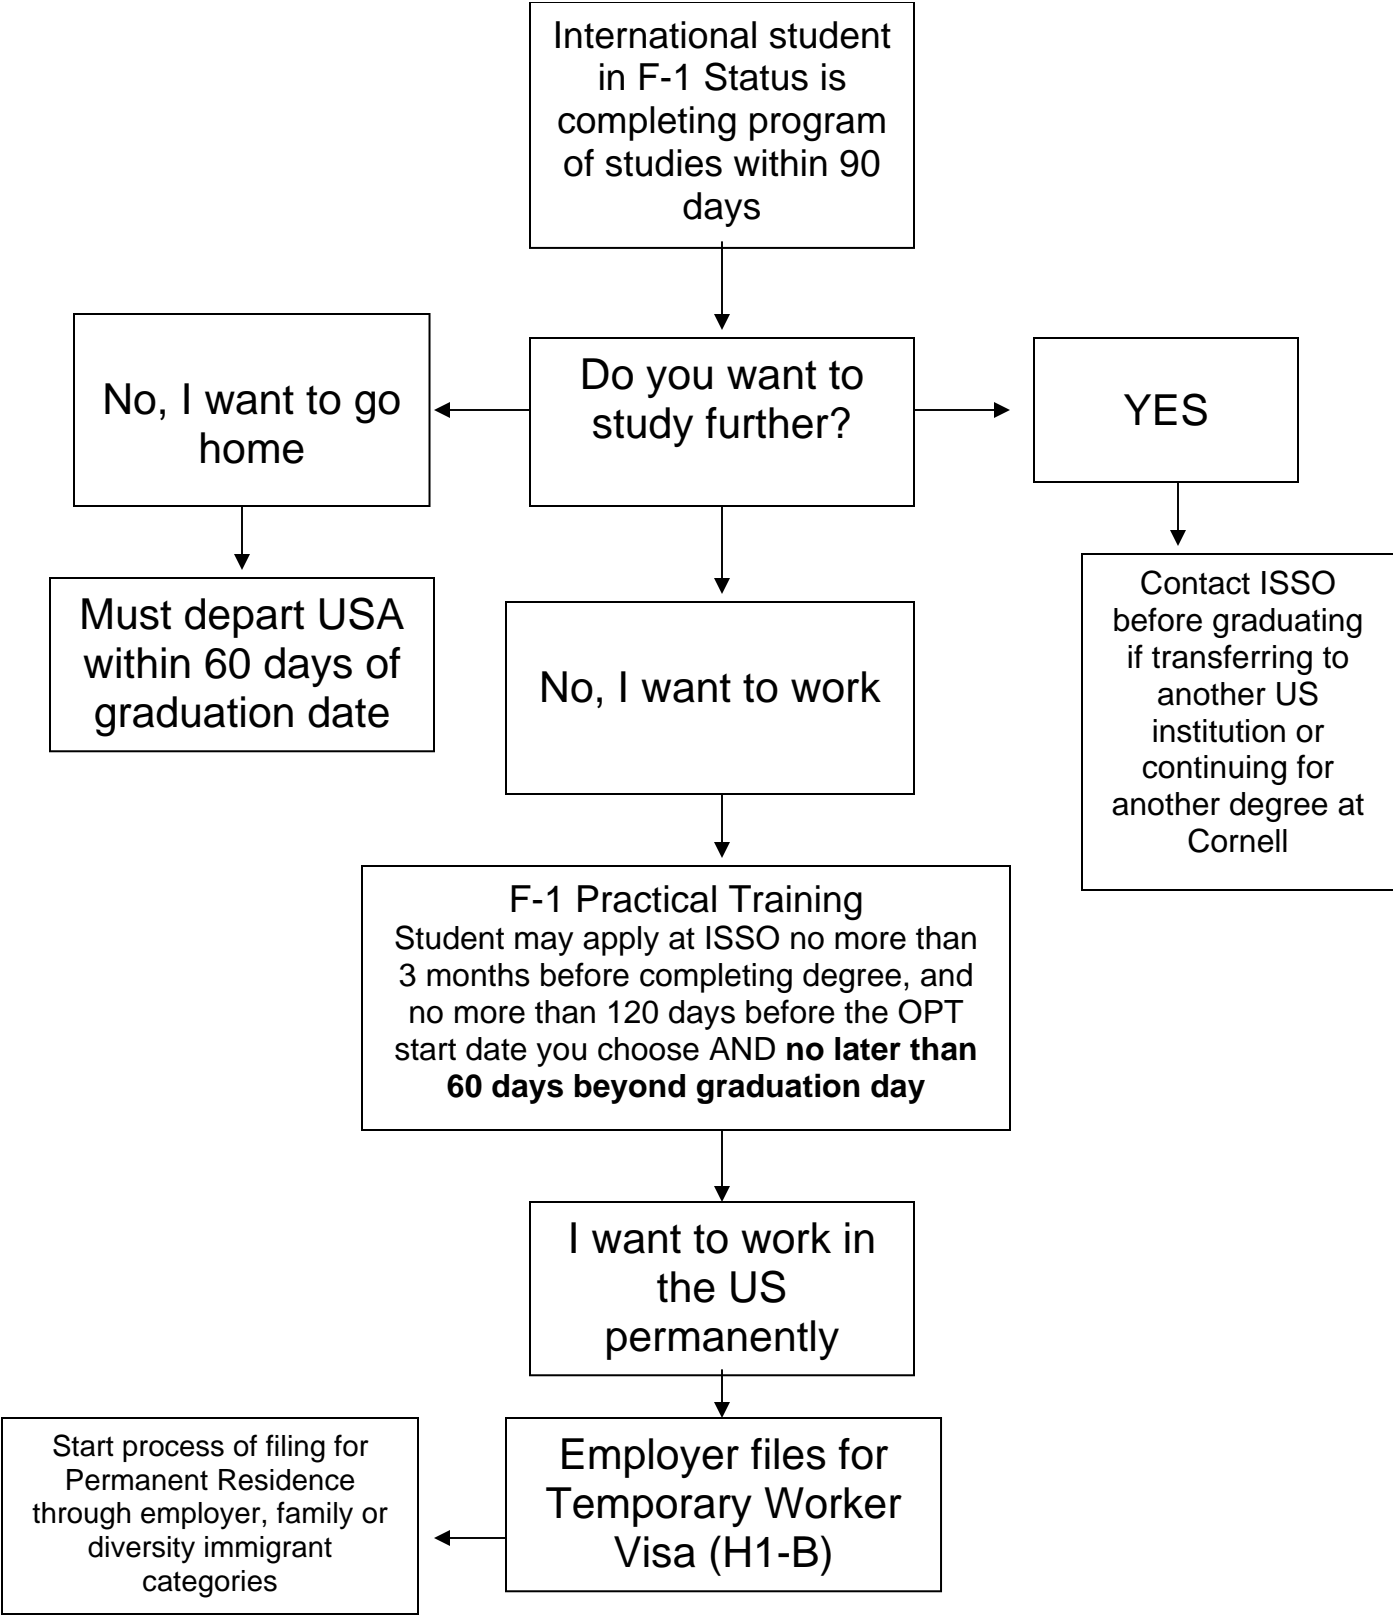 International student
in F-1 Status is
completing program
of studies within 90
days
No, I want to go
home
Do you want to
study further?
YES
Must depart USA
within 60 days of
graduation date
No, I want to work
Contact ISSO
before graduating
if transferring to
another US
institution or
continuing for
another degree at
Cornell
F-1 Practical Training
Student may apply at ISSO no more than
3 months before completing degree, and
no more than 120 days before the OPT
start date you choose AND no later than
60 days beyond graduation day
I want to work in
the US
permanently
Employer files for
Temporary Worker
Visa (H1-B)
Start process of filing for
Permanent Residence
through employer, family or
diversity immigrant
categories